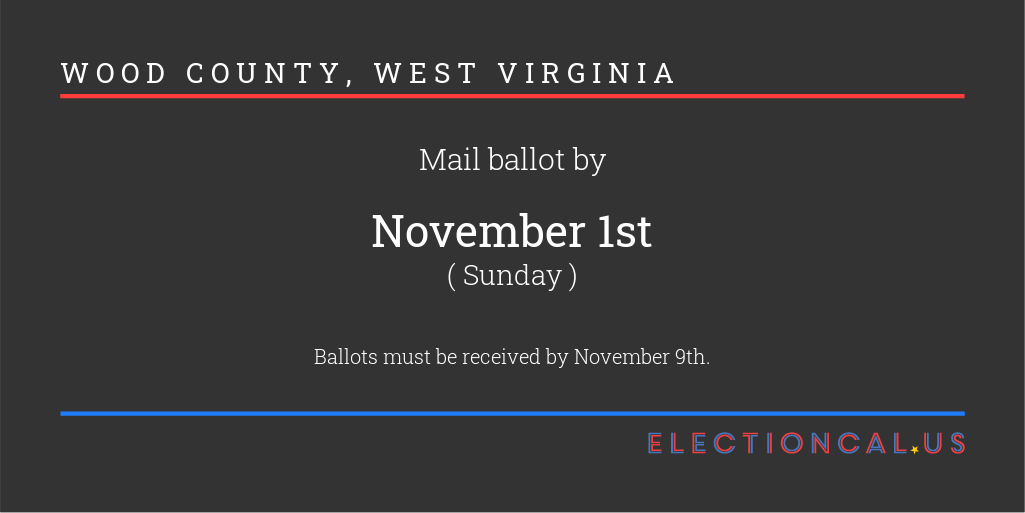 WOOD COUNTY, WEST VIRGINIA
Mail ballot by
November 1st
( Sunday )
Ballots must be received by November 9th.
ELECTIONCAL.US